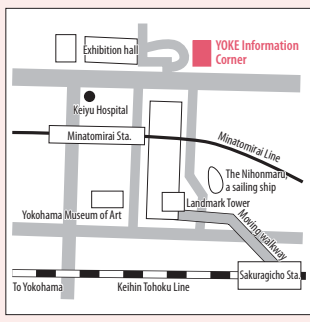 Exhibition hall
YOKE Information
Corner
Keiyu Hospital
Minatomirai Sta.
Minatomirai Line
The Nihonmaru,
a sailing ship
Landmark Tower
Yokohama Museum of Art
Moving walkway
Sakuragicho Sta.
To Yokohama
Keihin Tohoku Line